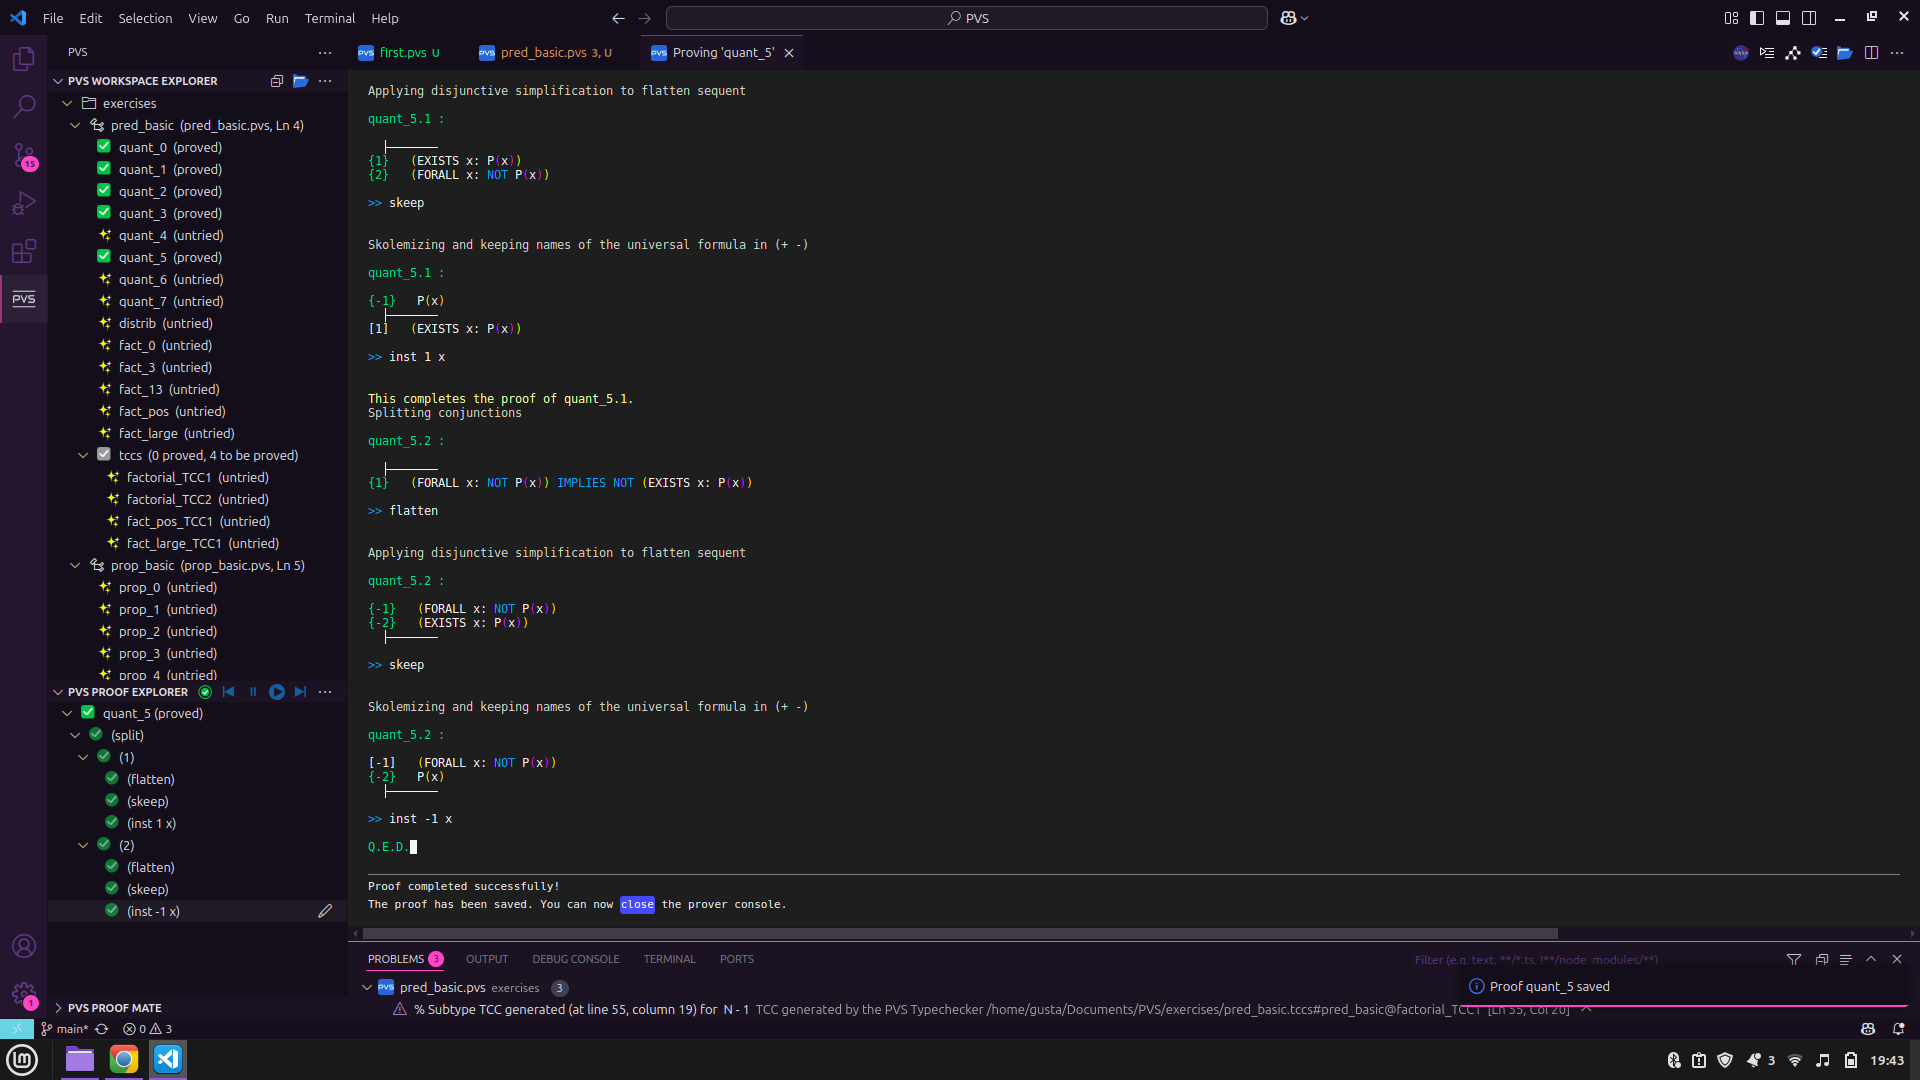 File Edit Selection View Go Run Terminal Help
PVS
PVS
first.pvs U
pred_basic.pvs 3, U
Proving 'quant_5'
PVS WORKSPACE EXPLORER
exercises
pred_basic (pred_basic.pvs, Ln 4)
quant_0 (proved)
quant_1 (proved)
quant_2 (proved)
quant_3 (proved)
quant_4 (untried)
quant_5 (proved)
quant_6 (untried)
quant_7 (untried)
distrib (untried)
fact_0 (untried)
fact_3 (untried)
fact_13 (untried)
fact_pos (untried)
fact_large (untried)
tccs (0 proved, 4 to be proved)
factorial_TCC1 (untried)
factorial_TCC2 (untried)
fact_pos_TCC1 (untried)
fact_large_TCC1 (untried)
prop_basic (prop_basic.pvs, Ln 5)
prop_0 (untried)
prop_1 (untried)
prop_2 (untried)
prop_3 (untried)
prop_4 (untried)
15
PVS
PVS PROOF EXPLORER
quant_5 (proved)
(split)
(1)
(flatten)
(skeep)
(inst 1 x)
(2)
(flatten)
(skeep)
(inst -1 x)
PVS PROOF MATE
1
Applying disjunctive simplification to flatten sequent
quant_5.1 :
{1} (EXISTS x: P(x))
{2} (FORALL x: NOT P(x))
>> skeep
Skolemizing and keeping names of the universal formula in (+ -)
quant_5.1 :
{-1} P(x)
[1] (EXISTS x: P(x))
>> inst 1 x
This completes the proof of quant_5.1.
Splitting conjunctions
quant_5.2 :
{1} (FORALL x: NOT P(x)) IMPLIES NOT (EXISTS x: P(x))
>> flatten
Applying disjunctive simplification to flatten sequent
quant_5.2 :
{-1} (FORALL x: NOT P(x))
{-2} (EXISTS x: P(x))
>> skeep
Skolemizing and keeping names of the universal formula in (+ -)
quant_5.2 :
[-1] (FORALL x: NOT P(x))
{-2} P(x)
>> inst -1 x
Q.E.D.
Proof completed successfully!
The proof has been saved. You can now close the prover console.
PROBLEMS 3 OUTPUT DEBUG CONSOLE TERMINAL PORTS
Filter (e.g. text, **/*.ts, !**/node_modules/**)
pred_basic.pvs exercises 3
% Subtype TCC generated (at line 55, column 19) for N - 1 TCC generated by the PVS Typechecker /home/gusta/Documents/PVS/exercises/pred_basic.tccs#pred_basic@factorial_TCC1 [Ln 55, Col 20]
Proof quant_5 saved
main* 0 3
3 19:43